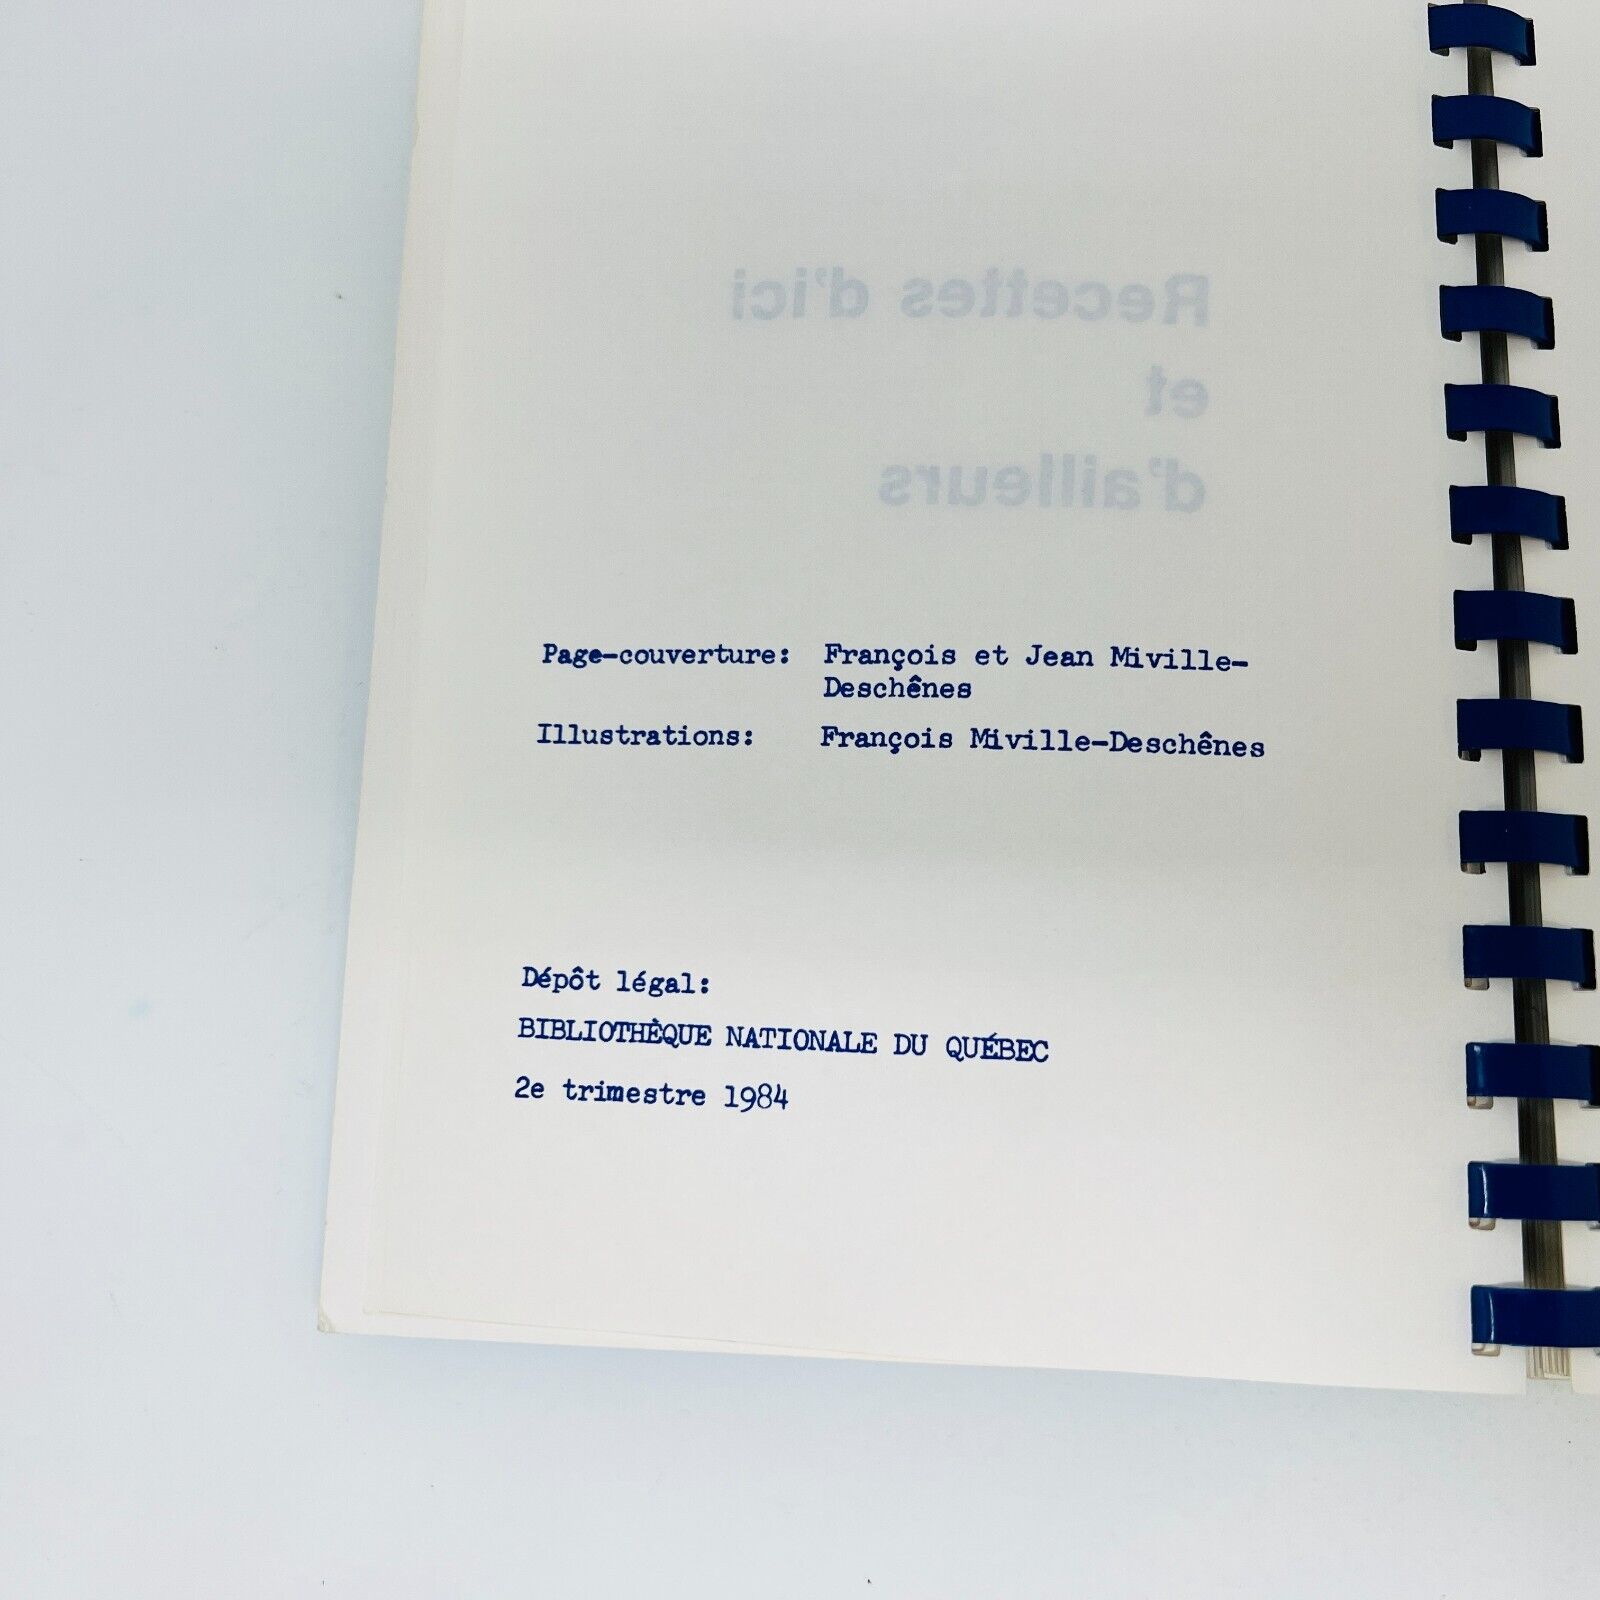 Recettes d'ici
et
d'ailleurs
Page-couverture: François et Jean Miville-
Deschênes
Illustrations: François Miville-Deschênes
Dépôt légal:
BIBLIOTHÈQUE NATIONALE DU QUÉBEC
2e trimestre 1984